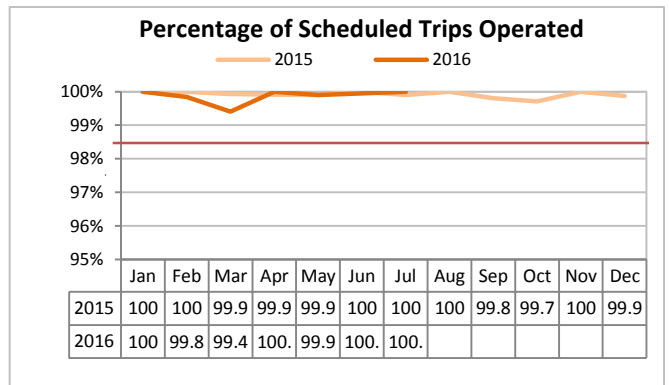 Percentage of Scheduled Trips Operated
2015 2016
100%
99%
98%
97%
96%
95%
Jan Feb Mar Apr May Jun Jul Aug Sep Oct Nov Dec
2015 100 100 99.9 99.9 99.9 100 100 100 99.8 99.7 100 99.9
2016 100 99.8 99.4 100. 99.9 100. 100.